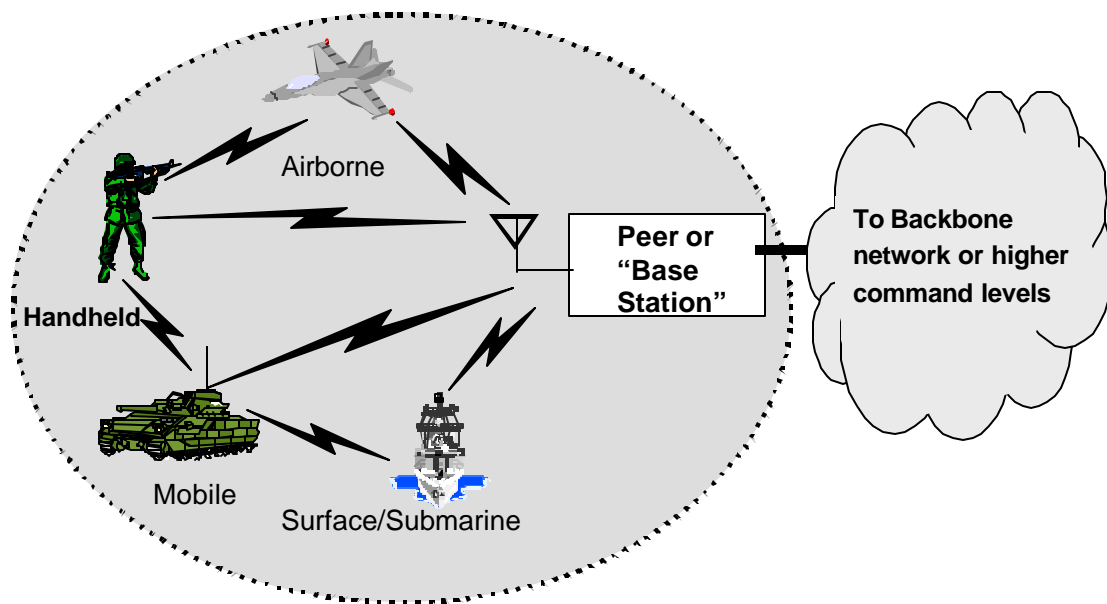 Airborne
Handheld
Mobile
Surface/Submarine
Peer or
“Base
Station”
To Backbone
network or higher
command levels